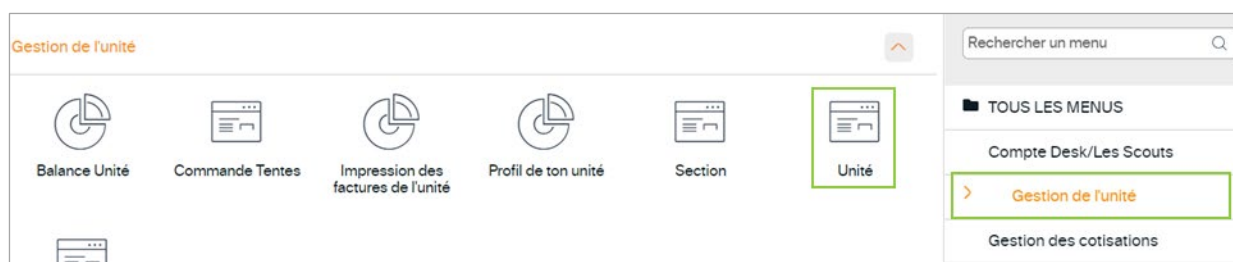 Gestion de l'unité
Balance Unité
Commande Tentes
Impression des
factures de l'unité
Profil de ton unité
Section
Unité
Rechercher un menu
TOUS LES MENUS
Compte Desk/Les Scouts
Gestion de l'unité
Gestion des cotisations